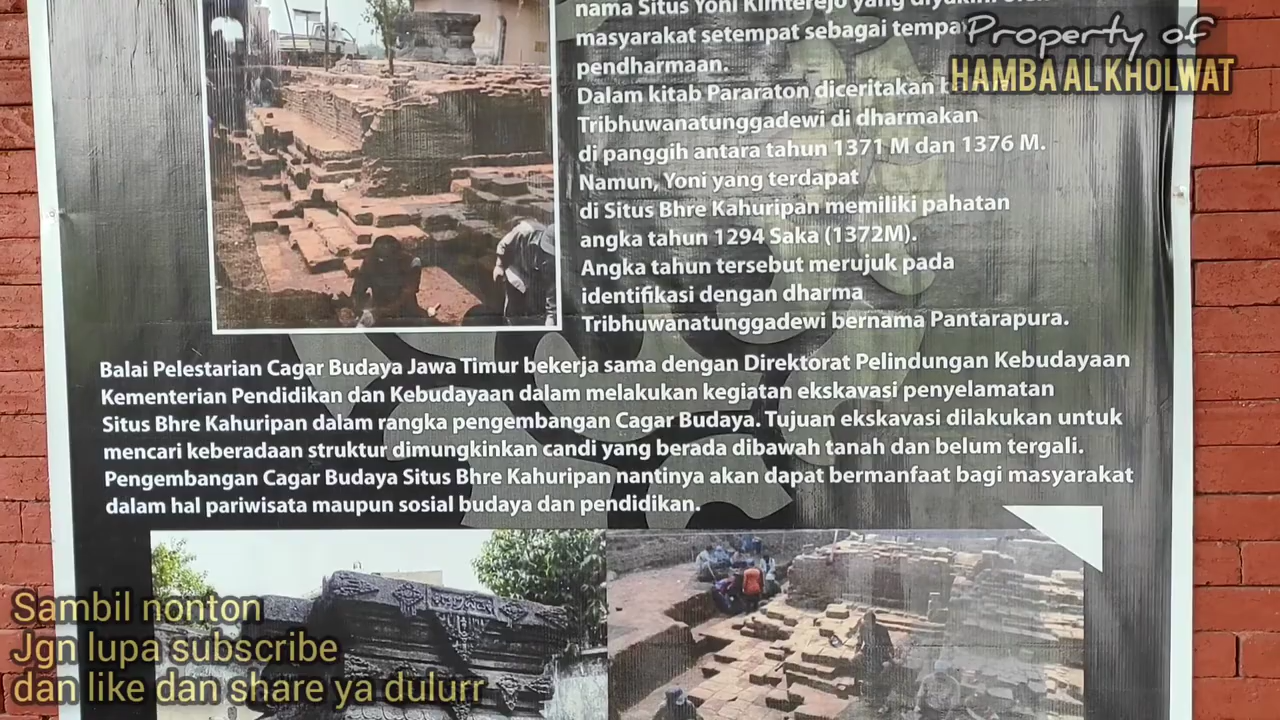 nama Situs Yoni Klinterejo yang diyakini oleh
masyarakat setempat sebagai tempa
pendharmaan.
Dalam kitab Pararaton diceritakan
Tribhuwanatunggadewi di dharmakan
di panggih antara tahun 1371 M dan 1376 M.
Namun, Yoni yang terdapat
di Situs Bhre Kahuripan memiliki pahatan
angka tahun 1294 Saka (1372M).
Angka tahun tersebut merujuk pada
identifikasi dengan dharma
Tribhuwanatunggadewi bernama Pantarapura.
Balai Pelestarian Cagar Budaya Jawa Timur bekerja sama dengan Direktorat Pelindungan Kebudayaan
Kementerian Pendidikan dan Kebudayaan dalam melakukan kegiatan ekskavasi penyelamatan
Situs Bhre Kahuripan dalam rangka pengembangan Cagar Budaya. Tujuan ekskavasi dilakukan untuk
mencari keberadaan struktur dimungkinkan candi yang berada dibawah tanah dan belum tergali.
Pengembangan Cagar Budaya Situs Bhre Kahuripan nantinya akan dapat bermanfaat bagi masyarakat
dalam hal pariwisata maupun sosial budaya dan pendidikan.
Property of
HAMBA AL KHOLWAT
Sambil nonton
Jgn lupa subscribe
dan like dan share ya dulurr